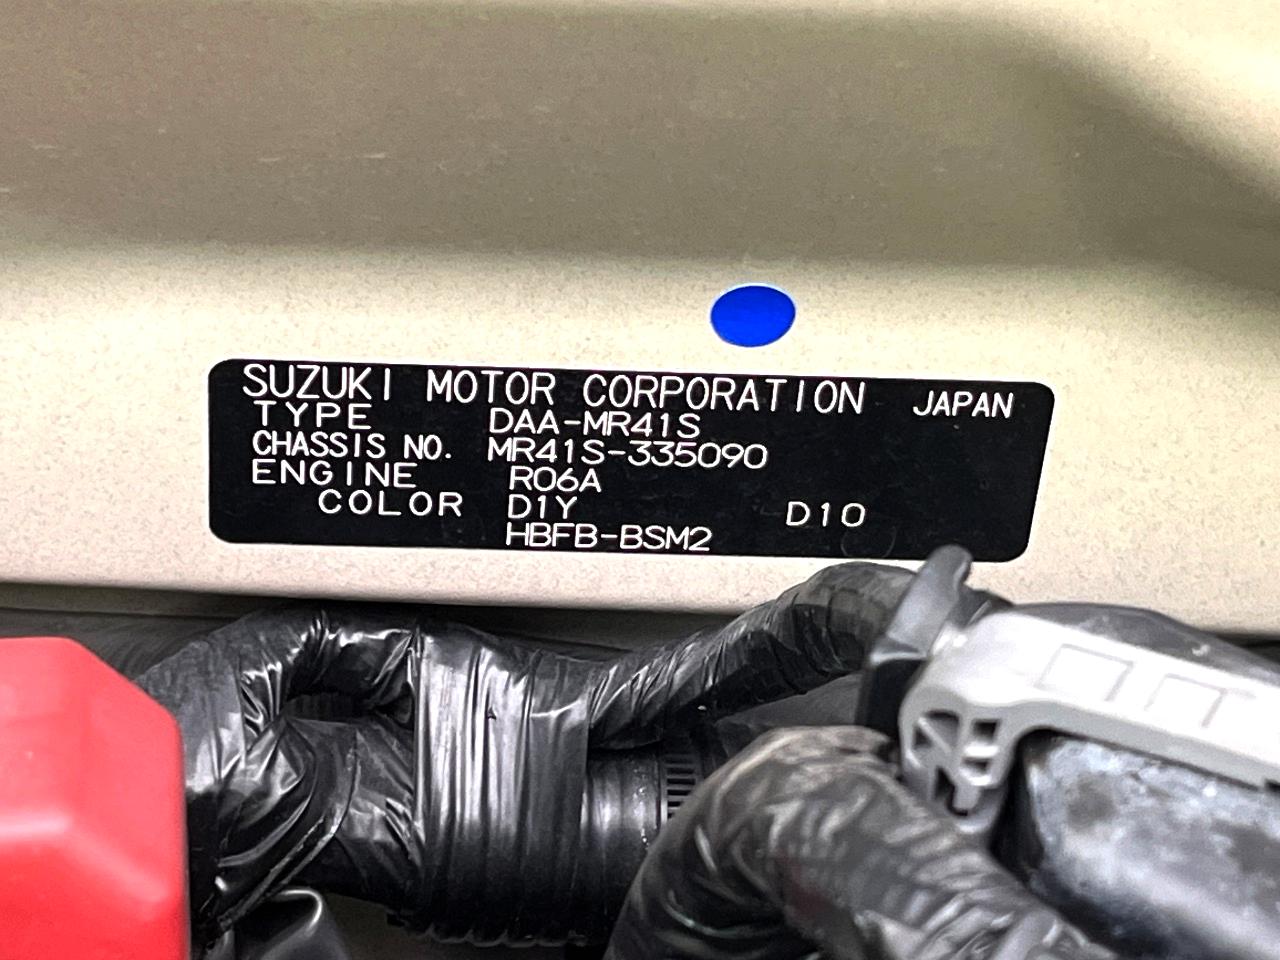 SUZUKI MOTOR CORPORATION JAPAN
TYPE DAA-MR41S
CHASSIS NO. MR41S-335090
ENGINE R06A
COLOR D1Y D10
HBFB-BSM2